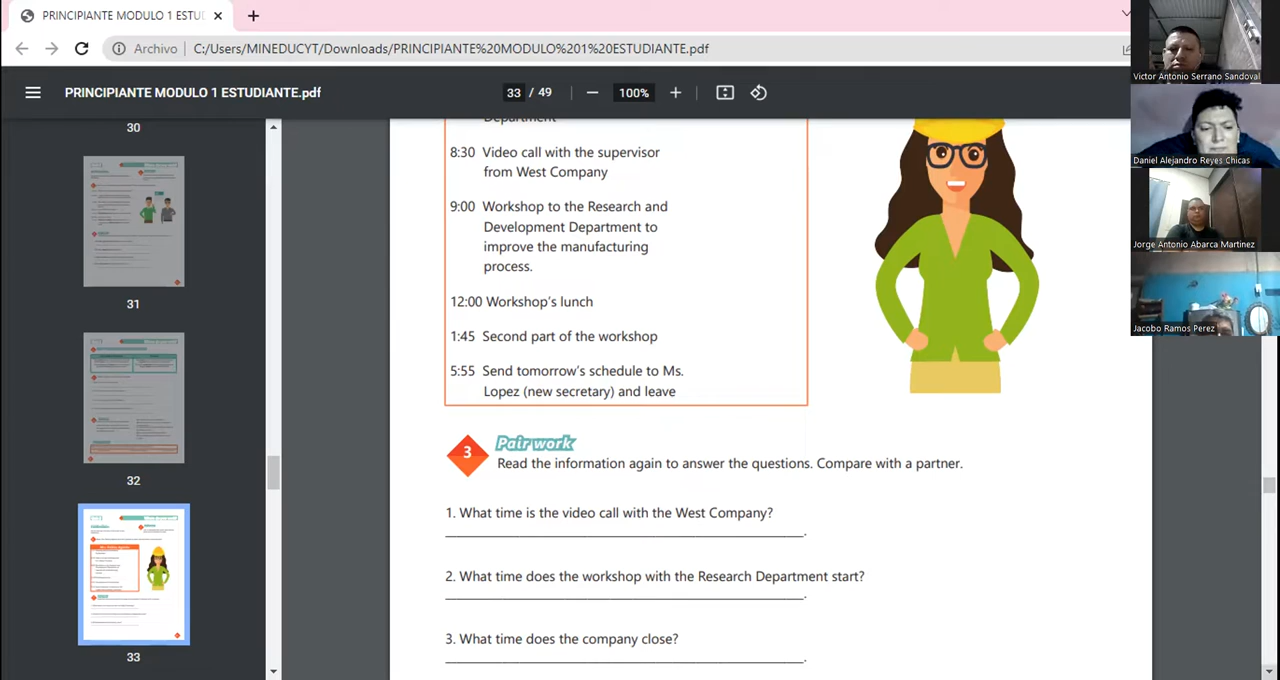 PRINCIPIANTE MODULO 1 ESTU
Archivo
C:/Users/MINEDUCYT/Downloads/PRINCIPIANTE%20MODULO%201%20ESTUDIANTE.pdf
PRINCIPIANTE MODULO 1 ESTUDIANTE.pdf
33 / 49
100%
30
31
32
33
Department
8:30 Video call with the supervisor
from West Company
9:00 Workshop to the Research and
Development Department to
improve the manufacturing
process.
12:00 Workshop's lunch
1:45 Second part of the workshop
5:55 Send tomorrow's schedule to Ms.
Lopez (new secretary) and leave
3
Pair work
Read the information again to answer the questions. Compare with a partner.
1. What time is the video call with the West Company?
2. What time does the workshop with the Research Department start?
3. What time does the company close?
Victor Antonio Serrano Sandoval
Daniel Alejandro Reyes Chicas
Jorge Antonio Abarca Martinez
Jacobo Ramos Perez